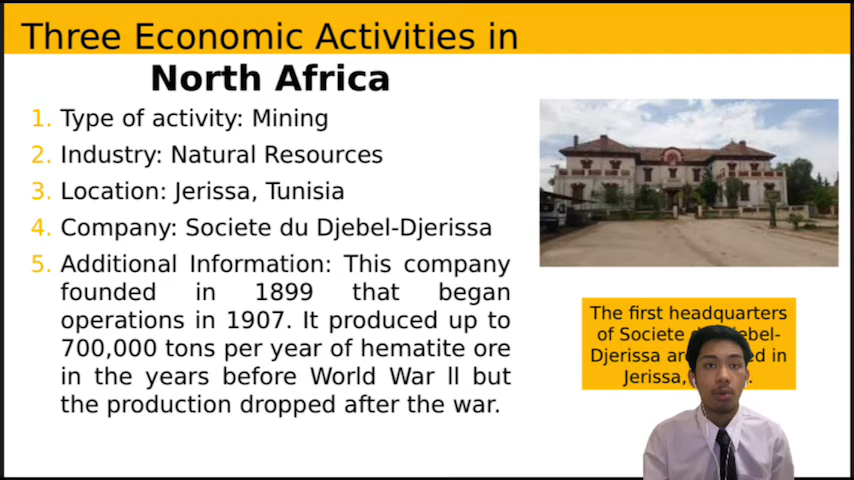 Three Economic Activities in
North Africa
1. Type of activity: Mining
2. Industry: Natural Resources
3. Location: Jerissa, Tunisia
4. Company: Societe du Djebel-Djerissa
5. Additional Information: This company
founded in 1899 that began
operations in 1907. It produced up to
700,000 tons per year of hematite ore
in the years before World War II but
the production dropped after the war.
The first headquarters
of Societe
Djerissa in
Jerissa,